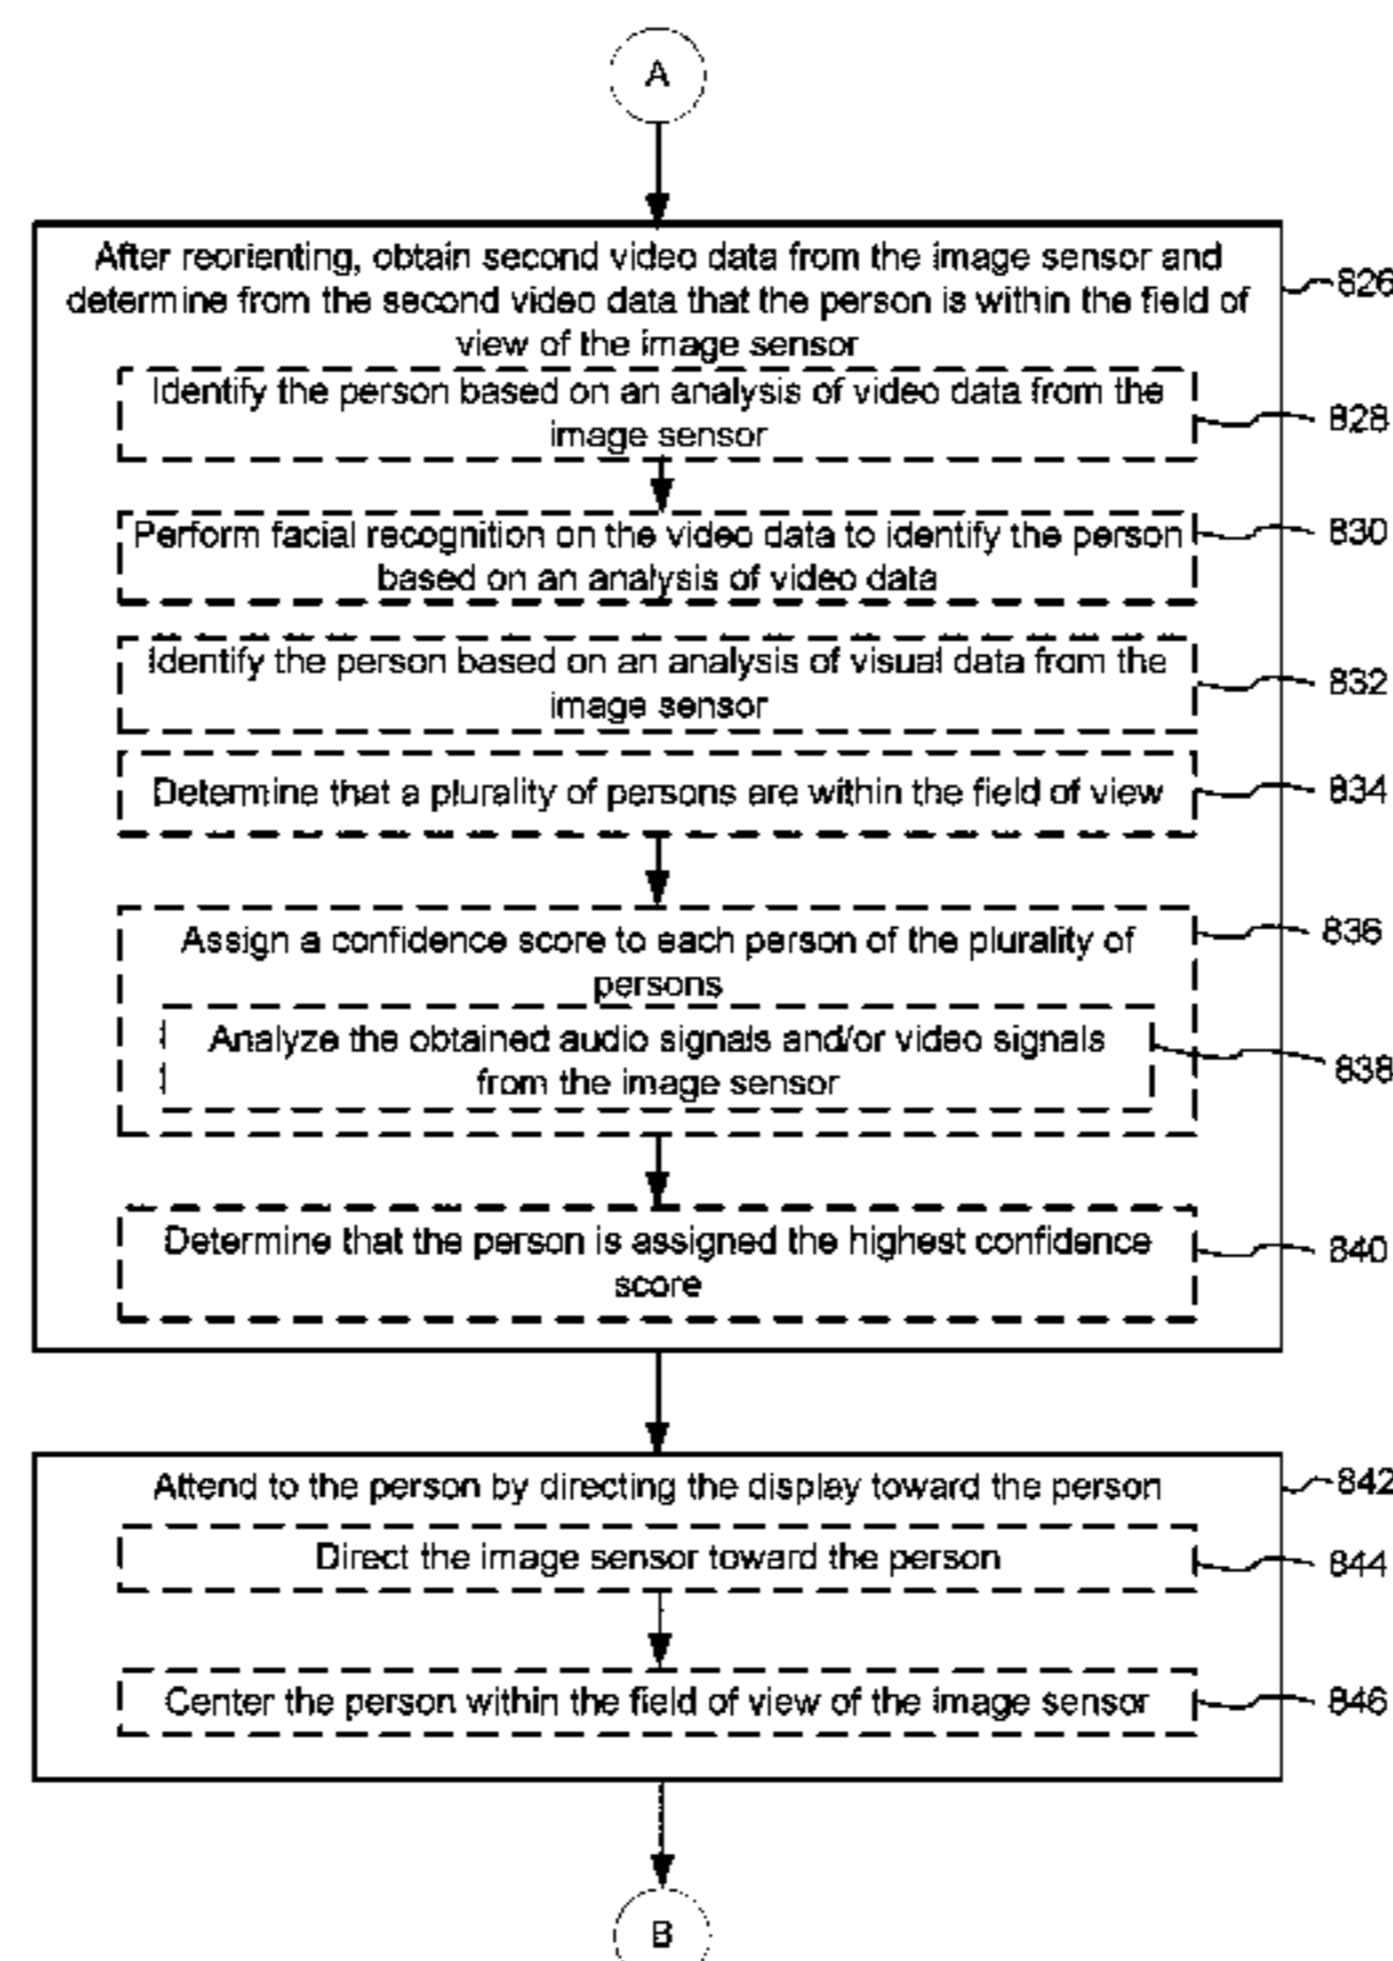 A
After reorienting, obtain second video data from the image sensor and
determine from the second video data that the person is within the field of
view of the image sensor
826
Identify the person based on an analysis of video data from the
image sensor
828
Perform facial recognition on the video data to identify the person
based on an analysis of video data
830
Identify the person based on an analysis of visual data from the
image sensor
832
Determine that a plurality of persons are within the field of view
834
Assign a confidence score to each person of the plurality of
persons
836
Analyze the obtained audio signals and/or video signals
from the image sensor
838
Determine that the person is assigned the highest confidence
score
840
Attend to the person by directing the display toward the person
842
Direct the image sensor toward the person
844
Center the person within the field of view of the image sensor
846
B